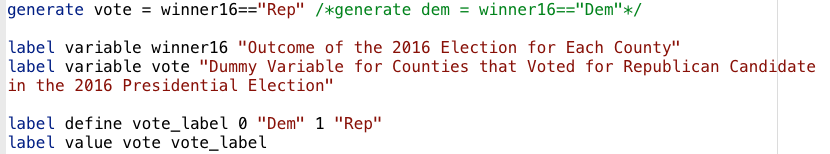 generate vote = winner16=="Rep" /*generate dem = winner16=="Dem"*/
label variable winner16 "Outcome of the 2016 Election for Each County"
label variable vote "Dummy Variable for Counties that Voted for Republican Candidate
in the 2016 Presidential Election"
label define vote_label 0 "Dem" 1 "Rep"
label value vote vote_label